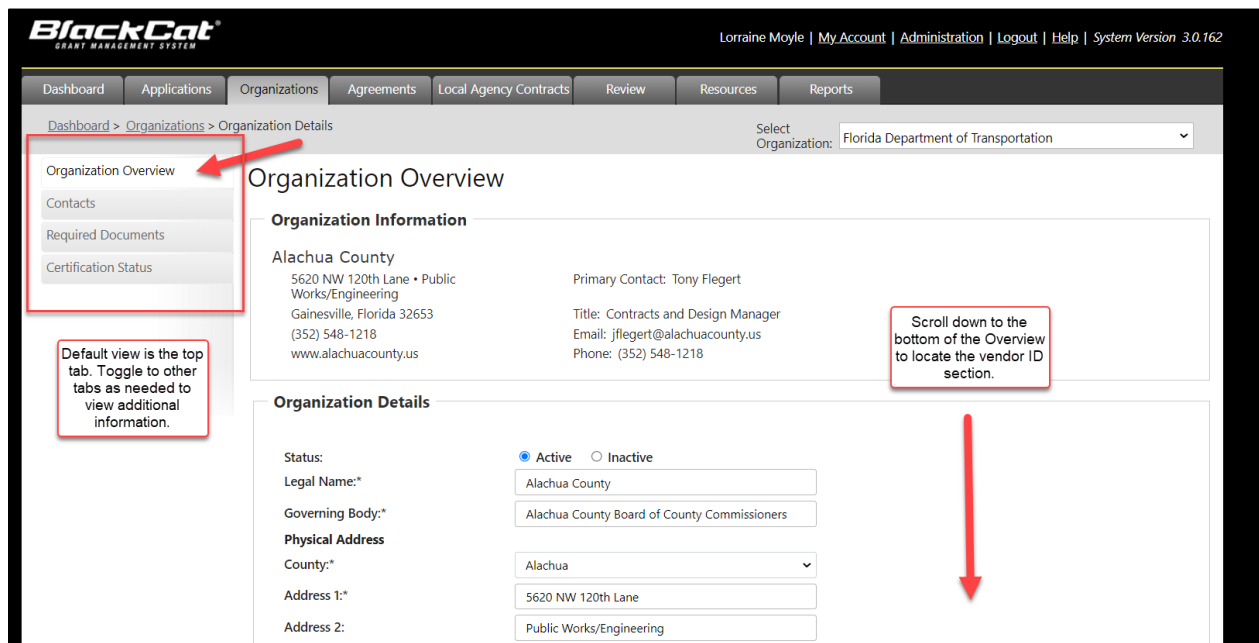 BlackCat®
GRANT MANAGEMENT SYSTEM
Lorraine Moyle | My Account | Administration | Logout | Help | System Version 3.0.162
Dashboard Applications Organizations Agreements Local Agency Contracts Review Resources Reports
Dashboard > Organizations > Organization Details
Select
Organization:
Florida Department of Transportation
Organization Overview
Contacts
Required Documents
Certification Status
Default view is the top
tab. Toggle to other
tabs as needed to
view additional
information.
Organization Overview
Organization Information
Alachua County
5620 NW 120th Lane • Public
Works/Engineering
Gainesville, Florida 32653
(352) 548-1218
www.alachuacounty.us
Primary Contact: Tony Flegert
Title: Contracts and Design Manager
Email: jflegert@alachuacounty.us
Phone: (352) 548-1218
Scroll down to the
bottom of the Overview
to locate the vendor ID
section.
Organization Details
Status: Active Inactive
Legal Name:* Alachua County
Governing Body:* Alachua County Board of County Commissioners
Physical Address
County:* Alachua
Address 1:* 5620 NW 120th Lane
Address 2: Public Works/Engineering